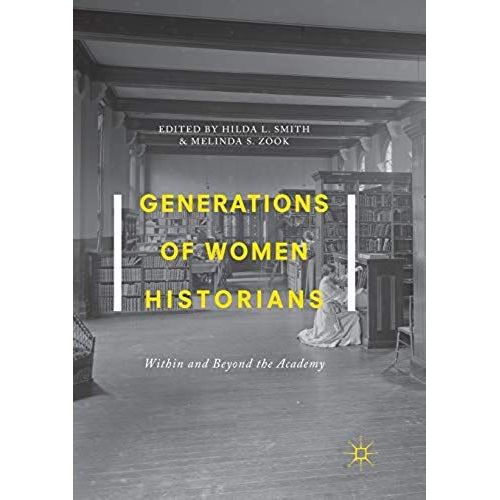 EDITED BY HILDA L. SMITH
& MELINDA S. ZOOK
GENERATIONS
OF WOMEN
HISTORIANS
Within and Beyond the Academy